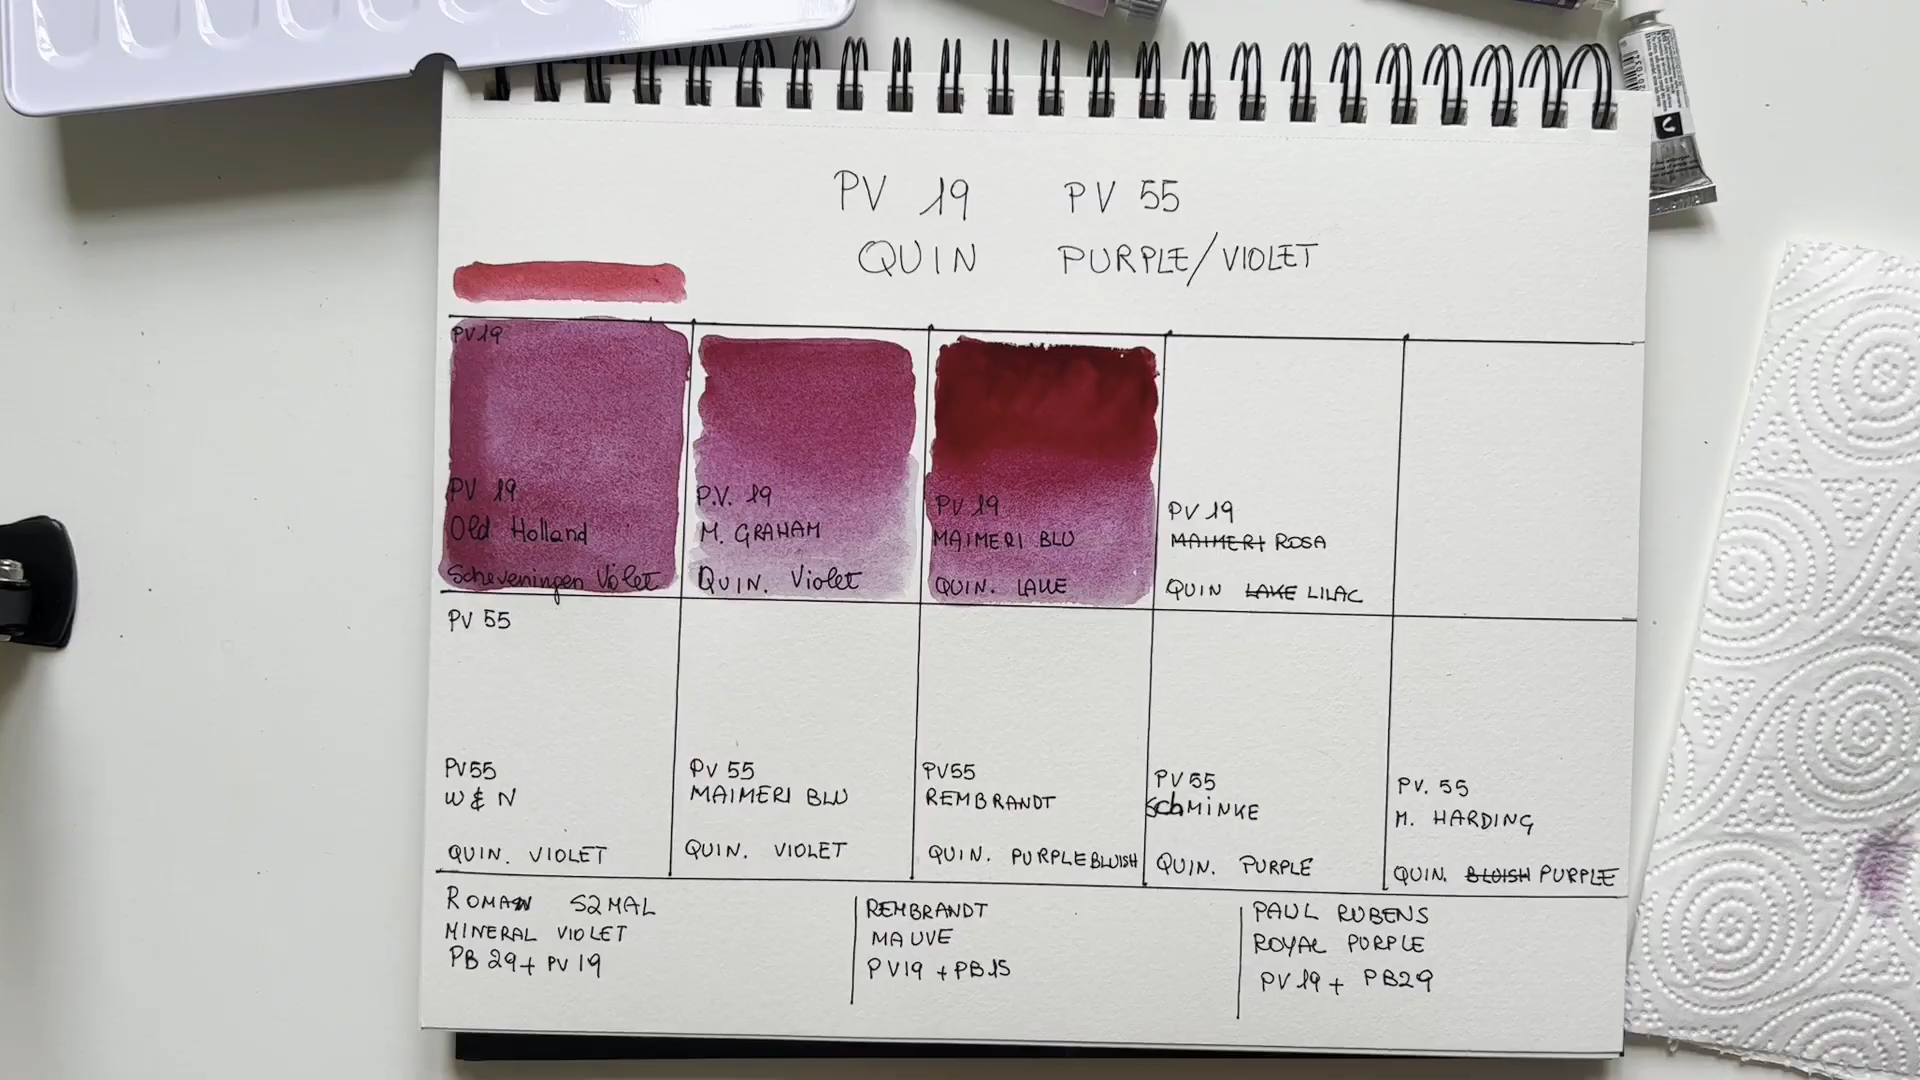 PV 19 PV 55
QUIN PURPLE/VIOLET
PV19
PV 19
Old Holland
Scheveningen Violet
P.V. 19
M. GRAHAM
QUIN. Violet
PV 19
MAIMERI BLU
QUIN. LAKE
PV 19
MAIMERI ROSA
QUIN LAKE LILAC
PV 55
PV55
W & N
QUIN. VIOLET
PV 55
MAIMERI BLU
QUIN. VIOLET
PV55
REMBRANDT
QUIN. PURPLE BLUISH
PV 55
SchMINKE
QUIN. PURPLE
PV. 55
M. HARDING
QUIN. BLOISH PURPLE
ROMAN SZMAL
MINERAL VIOLET
PB 29+ PV 19
REMBRANDT
MAUVE
PV19 +PB15
PAUL RUBENS
ROYAL PURPLE
PV 19 + PB29